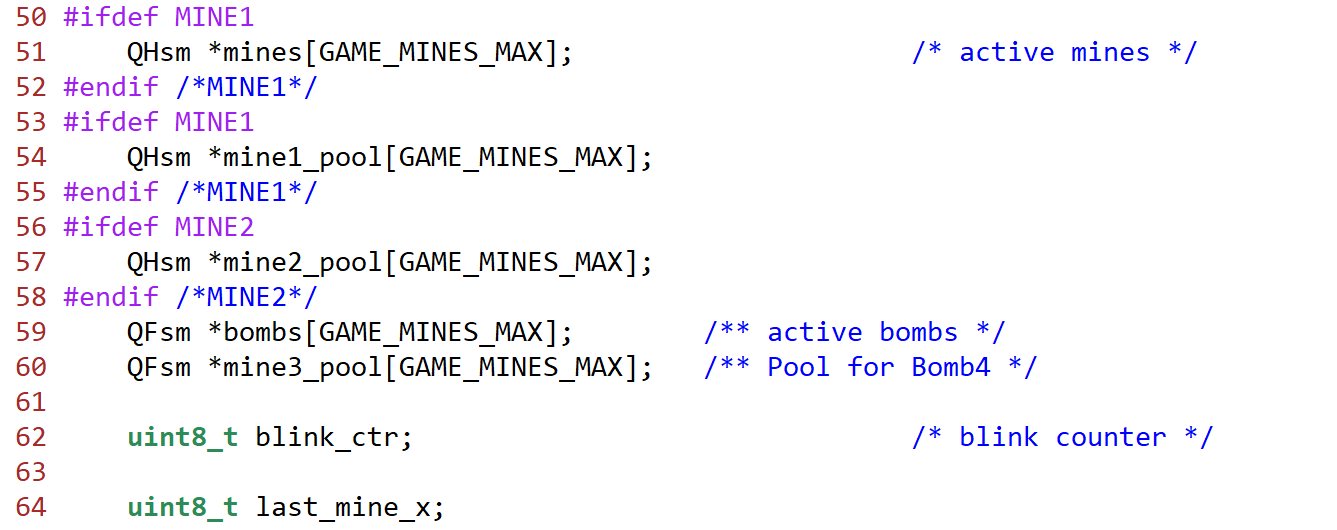 50 #ifdef MINE1
51     QHsm *mines[GAME_MINES_MAX];                     /* active mines */
52 #endif /*MINE1*/
53 #ifdef MINE1
54     QHsm *mine1_pool[GAME_MINES_MAX];
55 #endif /*MINE1*/
56 #ifdef MINE2
57     QHsm *mine2_pool[GAME_MINES_MAX];
58 #endif /*MINE2*/
59     QFsm *bombs[GAME_MINES_MAX];        /** active bombs */
60     QFsm *mine3_pool[GAME_MINES_MAX];   /** Pool for Bomb4 */
61
62     uint8_t blink_ctr;                               /* blink counter */
63
64     uint8_t last_mine_x;